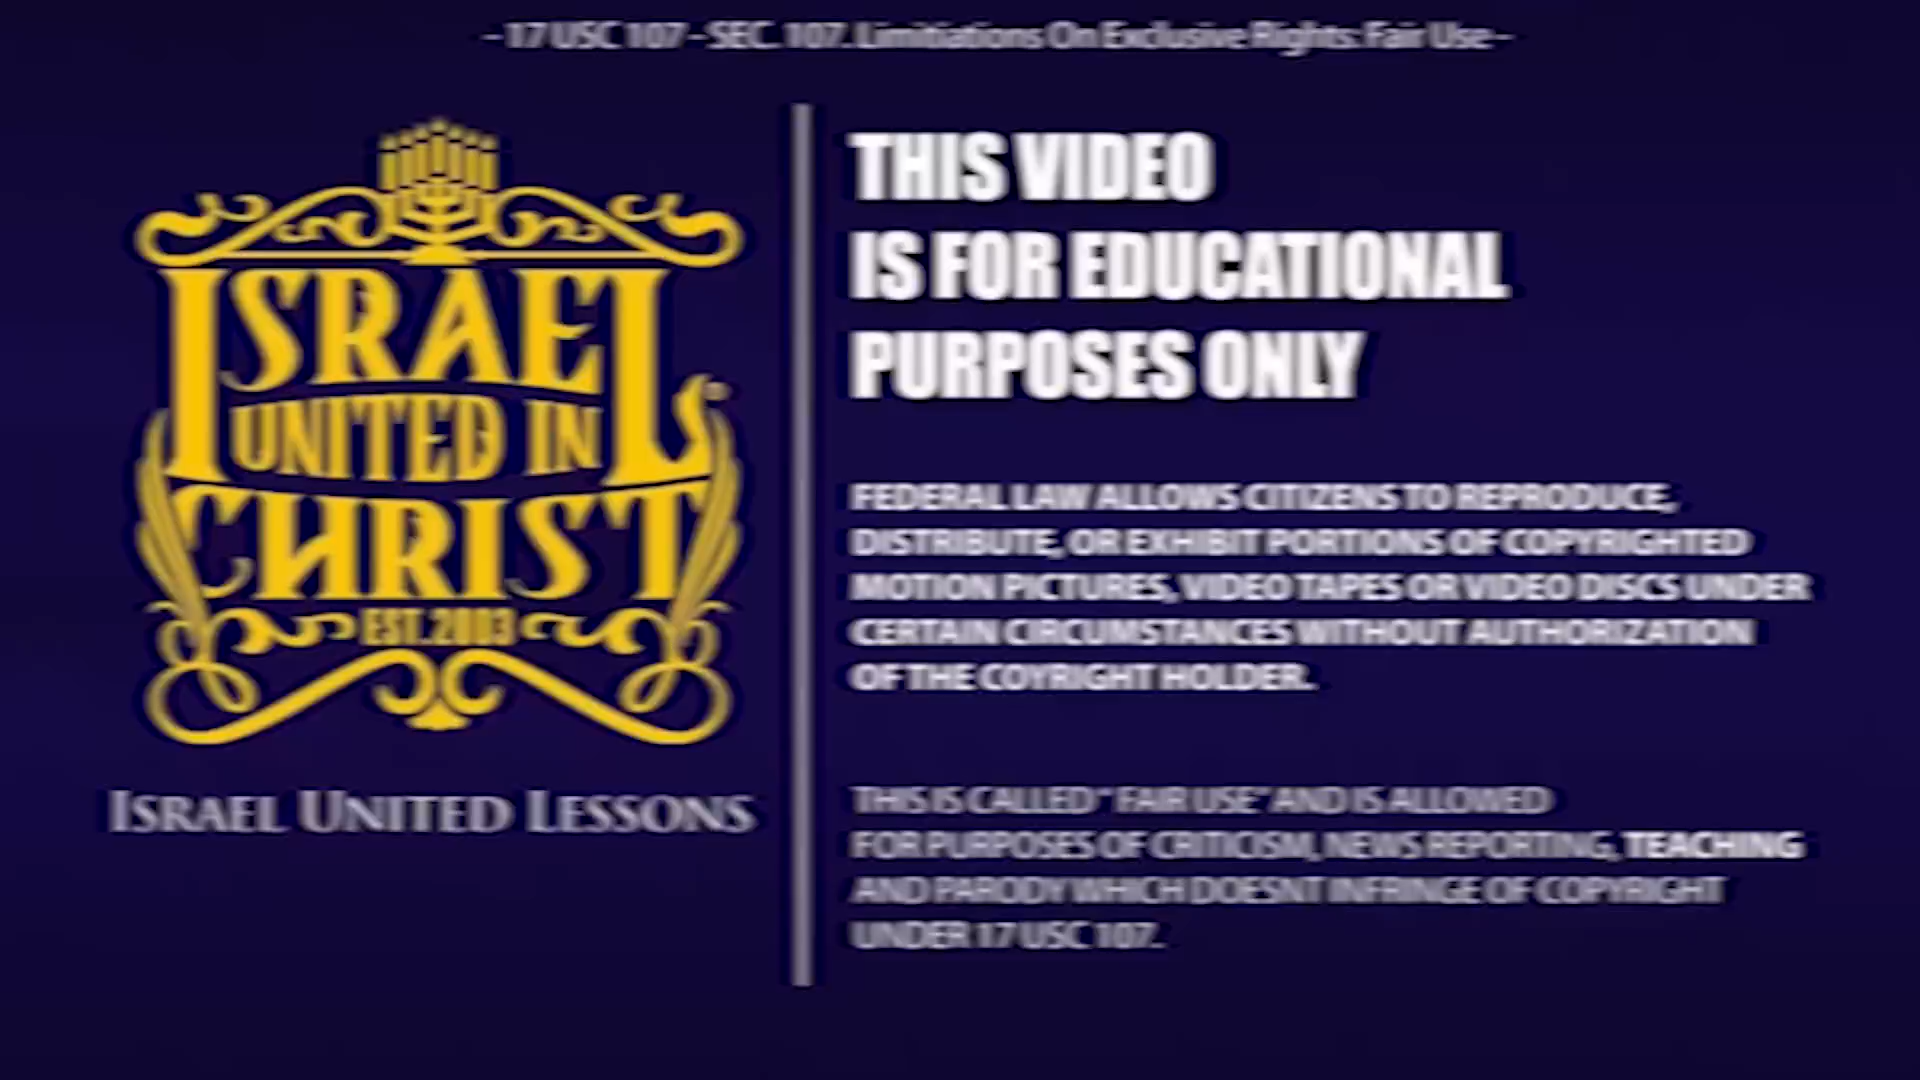 - 17 USC 107 - SEC. 107. Limitiations On Exclusive Rights: Fair Use -
ISRAEL
UNITED IN
CHRIST
EST. 2003
ISRAEL UNITED LESSONS
THIS VIDEO
IS FOR EDUCATIONAL
PURPOSES ONLY
FEDERAL LAW ALLOWS CITIZENS TO REPRODUCE,
DISTRIBUTE, OR EXHIBIT PORTIONS OF COPYRIGHTED
MOTION PICTURES, VIDEO TAPES OR VIDEO DISCS UNDER
CERTAIN CIRCUMSTANCES WITHOUT AUTHORIZATION
OF THE COYRIGHT HOLDER.
THIS IS CALLED " FAIR USE" AND IS ALLOWED
FOR PURPOSES OF CRITICISM, NEWS REPORTING, TEACHING
AND PARODY WHICH DOESNT INFRINGE OF COPYRIGHT
UNDER 17 USC 107.